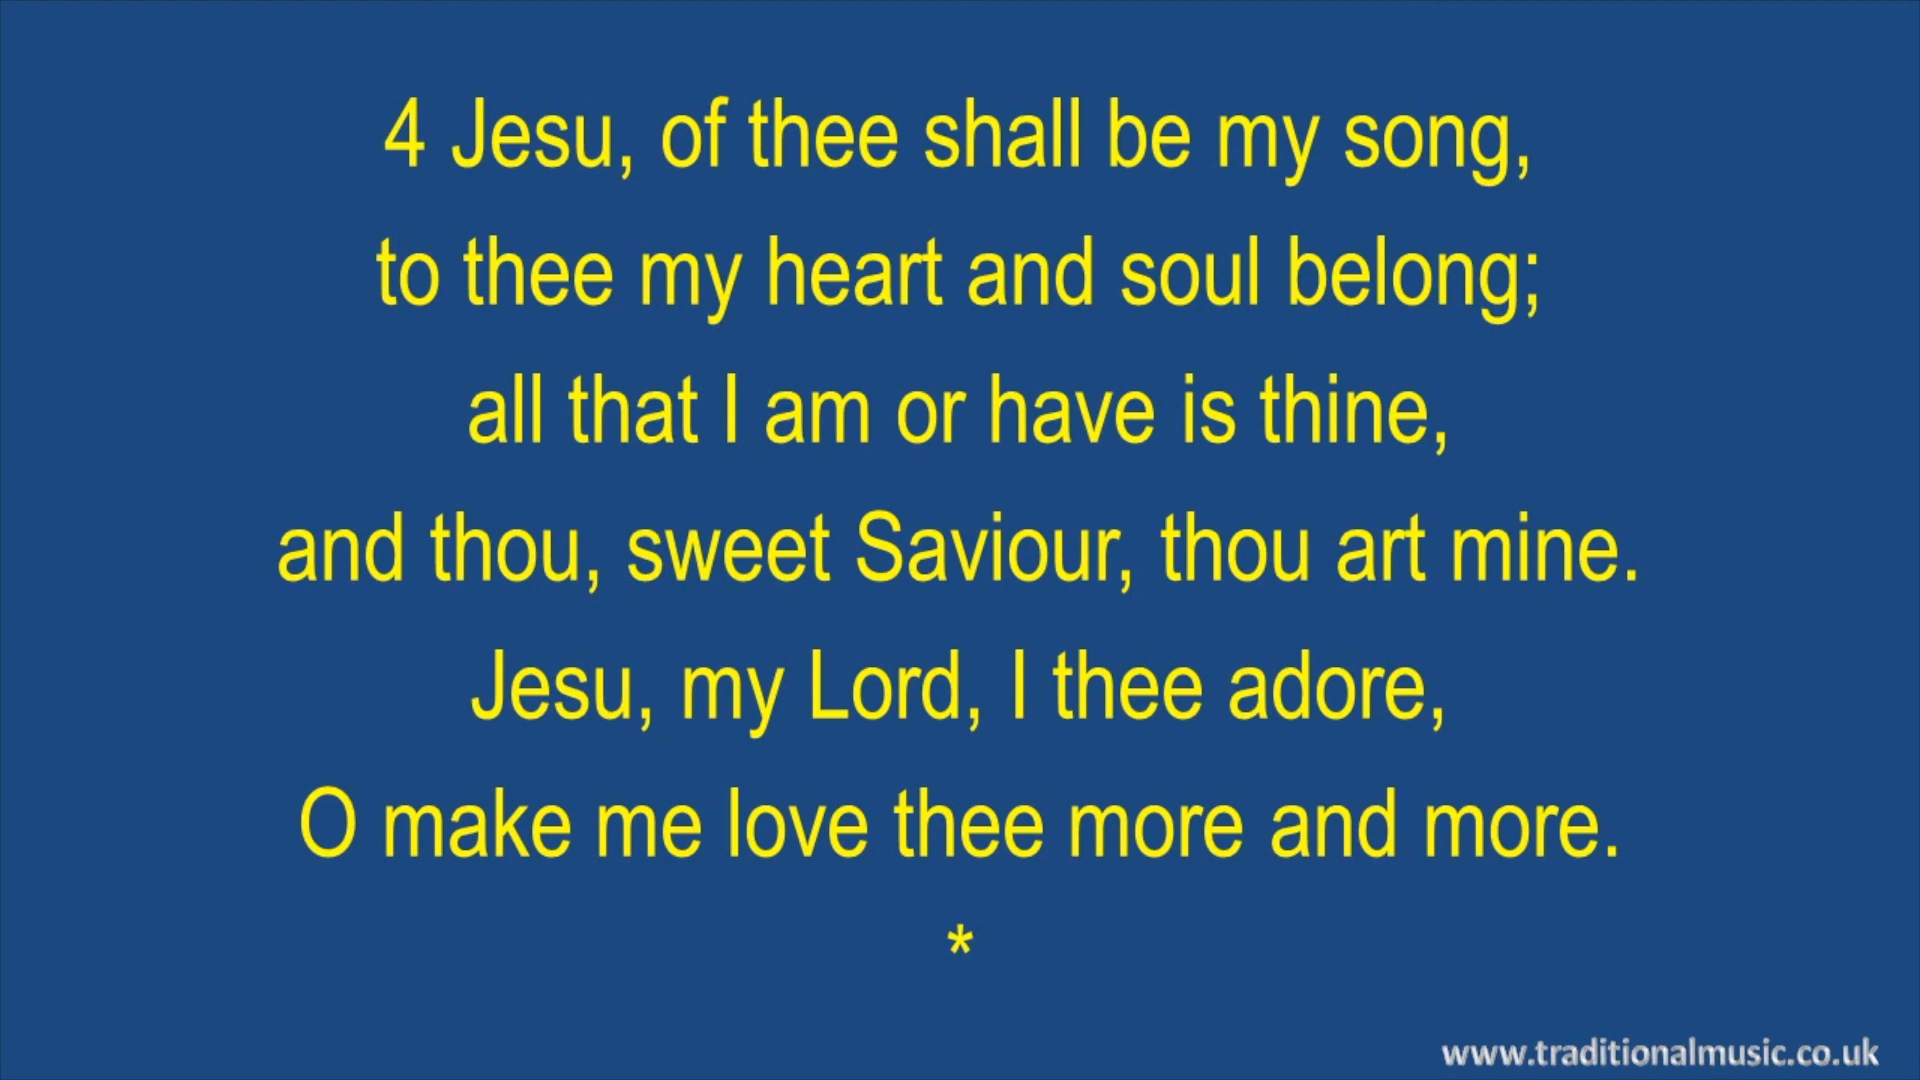 4 Jesu, of thee shall be my song,
to thee my heart and soul belong;
all that I am or have is thine,
and thou, sweet Saviour, thou art mine.
Jesu, my Lord, I thee adore,
O make me love thee more and more.
*
www.traditionalmusic.co.uk